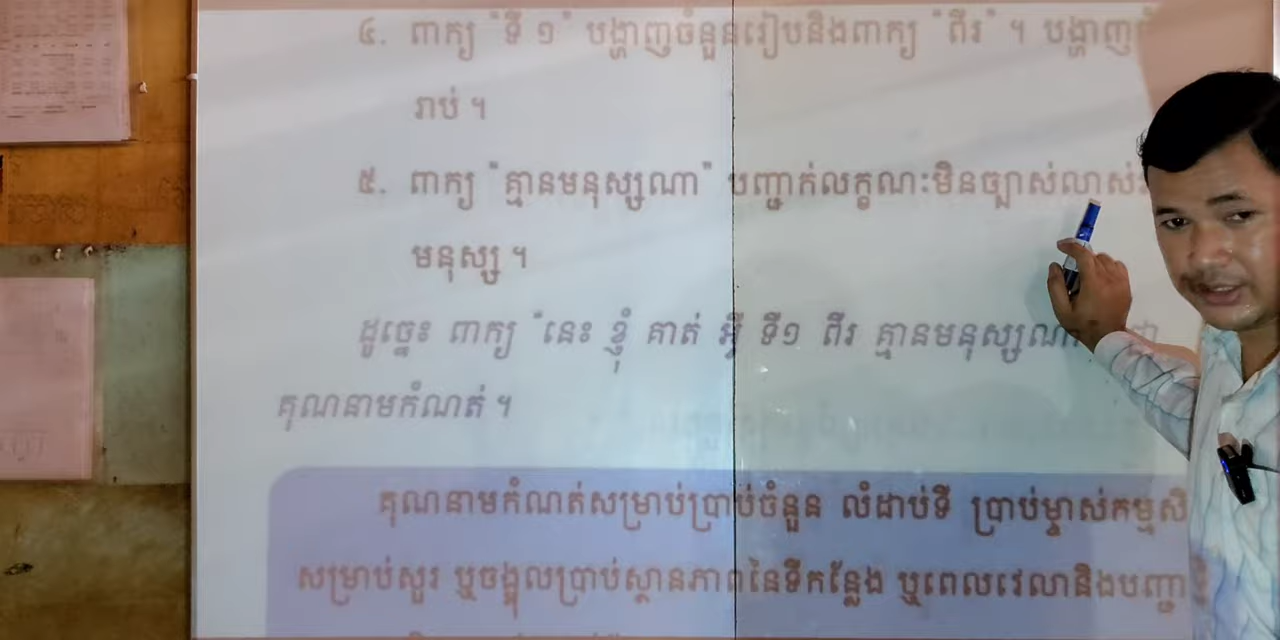 ៤. ពាក្យ "ទី ១" បង្ហាញចំនួនរៀបនិងពាក្យ "ពីរ" ។ បង្ហាញ
រាប់ ។
៥. ពាក្យ "គ្មានមនុស្សណា" បញ្ជាក់លក្ខណៈមិនច្បាស់លាស់
មនុស្ស ។
ដូច្នេះ៖ ពាក្យ "នេះ ខ្ញុំ គាត់ អ្វី ទី១ ពីរ គ្មានមនុស្សណា
គុណនាមកំណត់ ។
គុណនាមកំណត់សម្រាប់ប្រាប់ចំនួន លំដាប់ទី ប្រាប់ម្ចាស់កម្មសិ
សម្រាប់សួរ ឬចង្អុលប្រាប់ស្ថានភាពនៃទីកន្លែង ឬពេលវេលានិងបញ្ជា